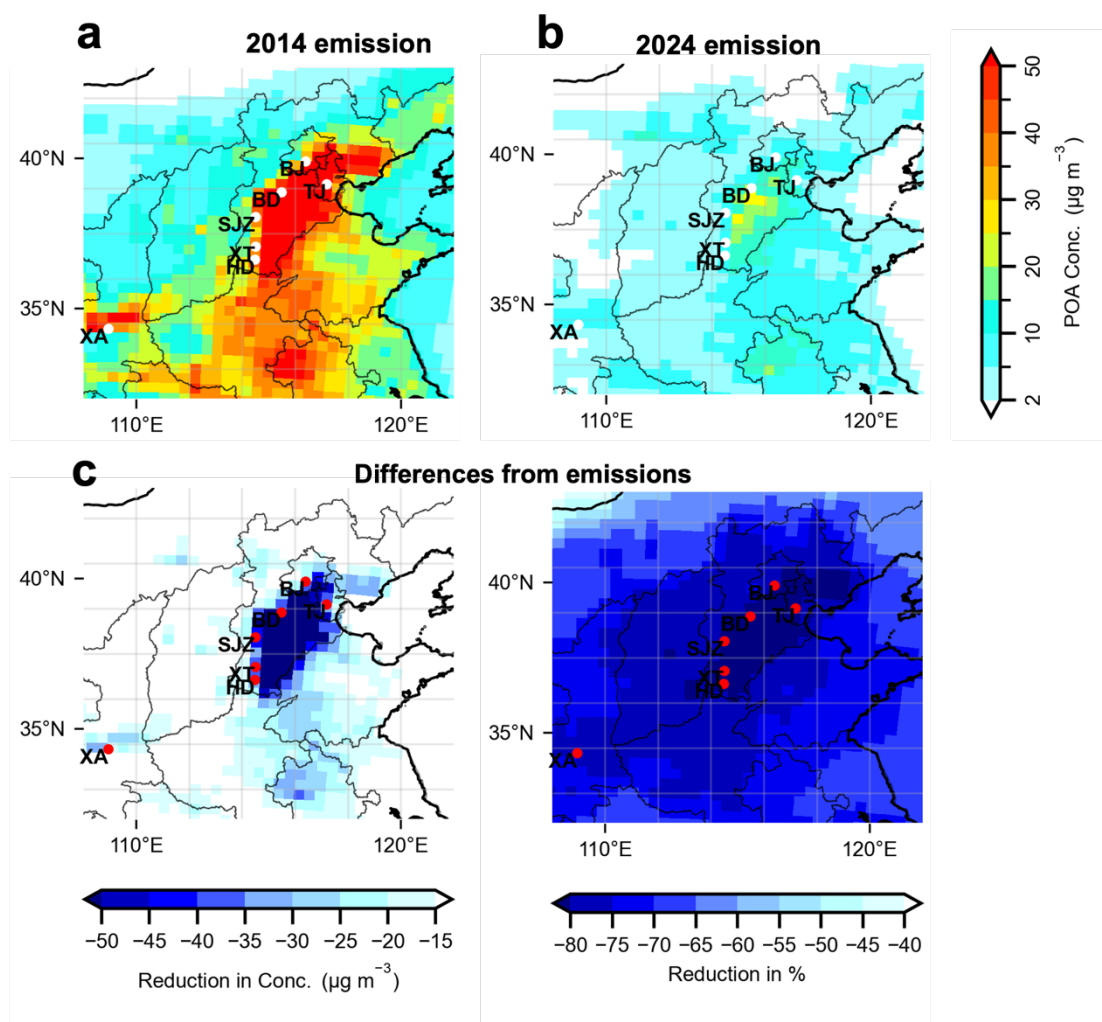 a
2014 emission
b
2024 emission
40°N
35°N
BJ
TJ
BD
SJZ
XT
HD
XA
110°E
120°E
BJ
TJ
BD
SJZ
XT
HD
XA
110°E
120°E
50
40
30
20
10
2
POA Conc. (µg m⁻³)
c
Differences from emissions
40°N
35°N
BJ
TJ
BD
SJZ
XT
HD
XA
110°E
120°E
−50 −45 −40 −35 −30 −25 −20 −15
Reduction in Conc. (µg m⁻³)
40°N
35°N
BJ
TJ
BD
SJZ
XT
HD
XA
110°E
120°E
−80 −75 −70 −65 −60 −55 −50 −45 −40
Reduction in %
40°N
35°N